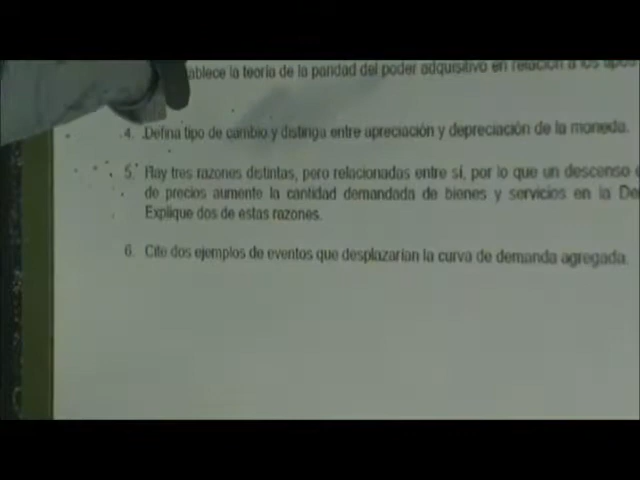 ablece la teoría de la paridad del poder adquisitivo en relación a los tipos
4. Defina tipo de cambio y distinga entre apreciación y depreciación de la moneda.
5. Hay tres razones distintas, pero relacionadas entre sí, por lo que un descenso
de precios aumente la cantidad demandada de bienes y servicios en la De
Explique dos de estas razones.
6. Cite dos ejemplos de eventos que desplazarían la curva de demanda agregada.